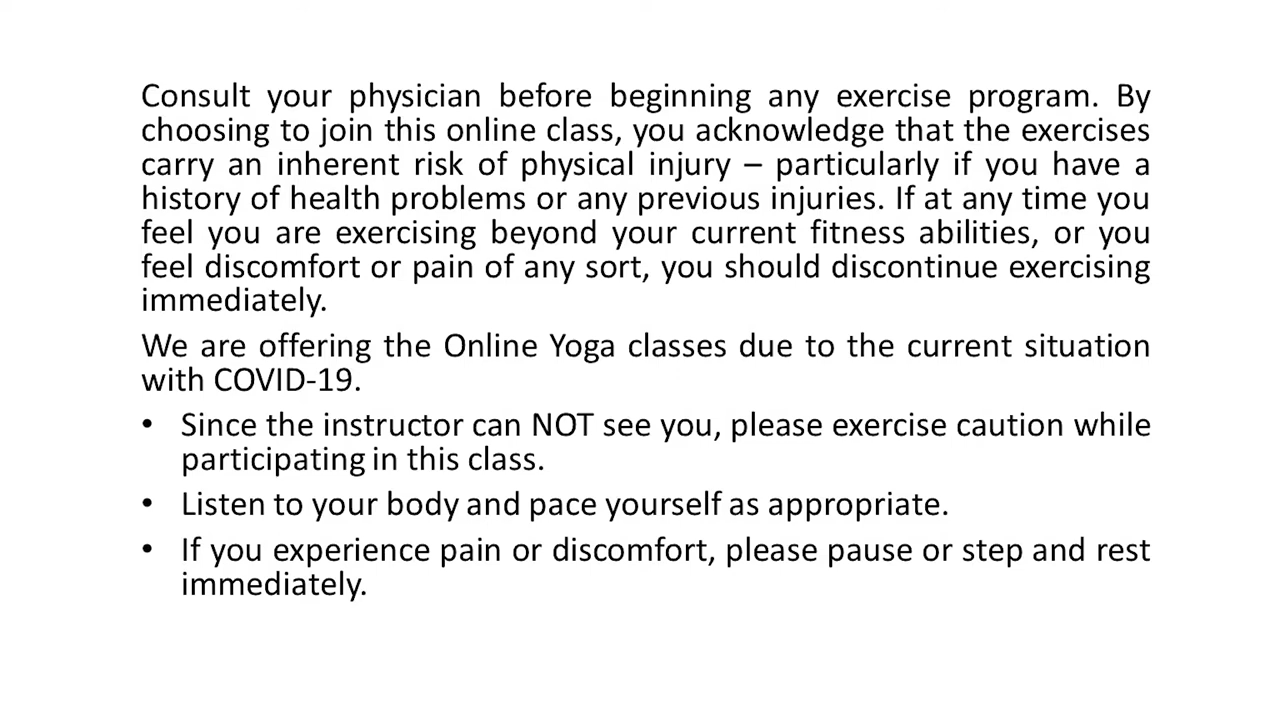 Consult your physician before beginning any exercise program. By
choosing to join this online class, you acknowledge that the exercises
carry an inherent risk of physical injury – particularly if you have a
history of health problems or any previous injuries. If at any time you
feel you are exercising beyond your current fitness abilities, or you
feel discomfort or pain of any sort, you should discontinue exercising
immediately.
We are offering the Online Yoga classes due to the current situation
with COVID-19.
• Since the instructor can NOT see you, please exercise caution while
participating in this class.
• Listen to your body and pace yourself as appropriate.
• If you experience pain or discomfort, please pause or step and rest
immediately.